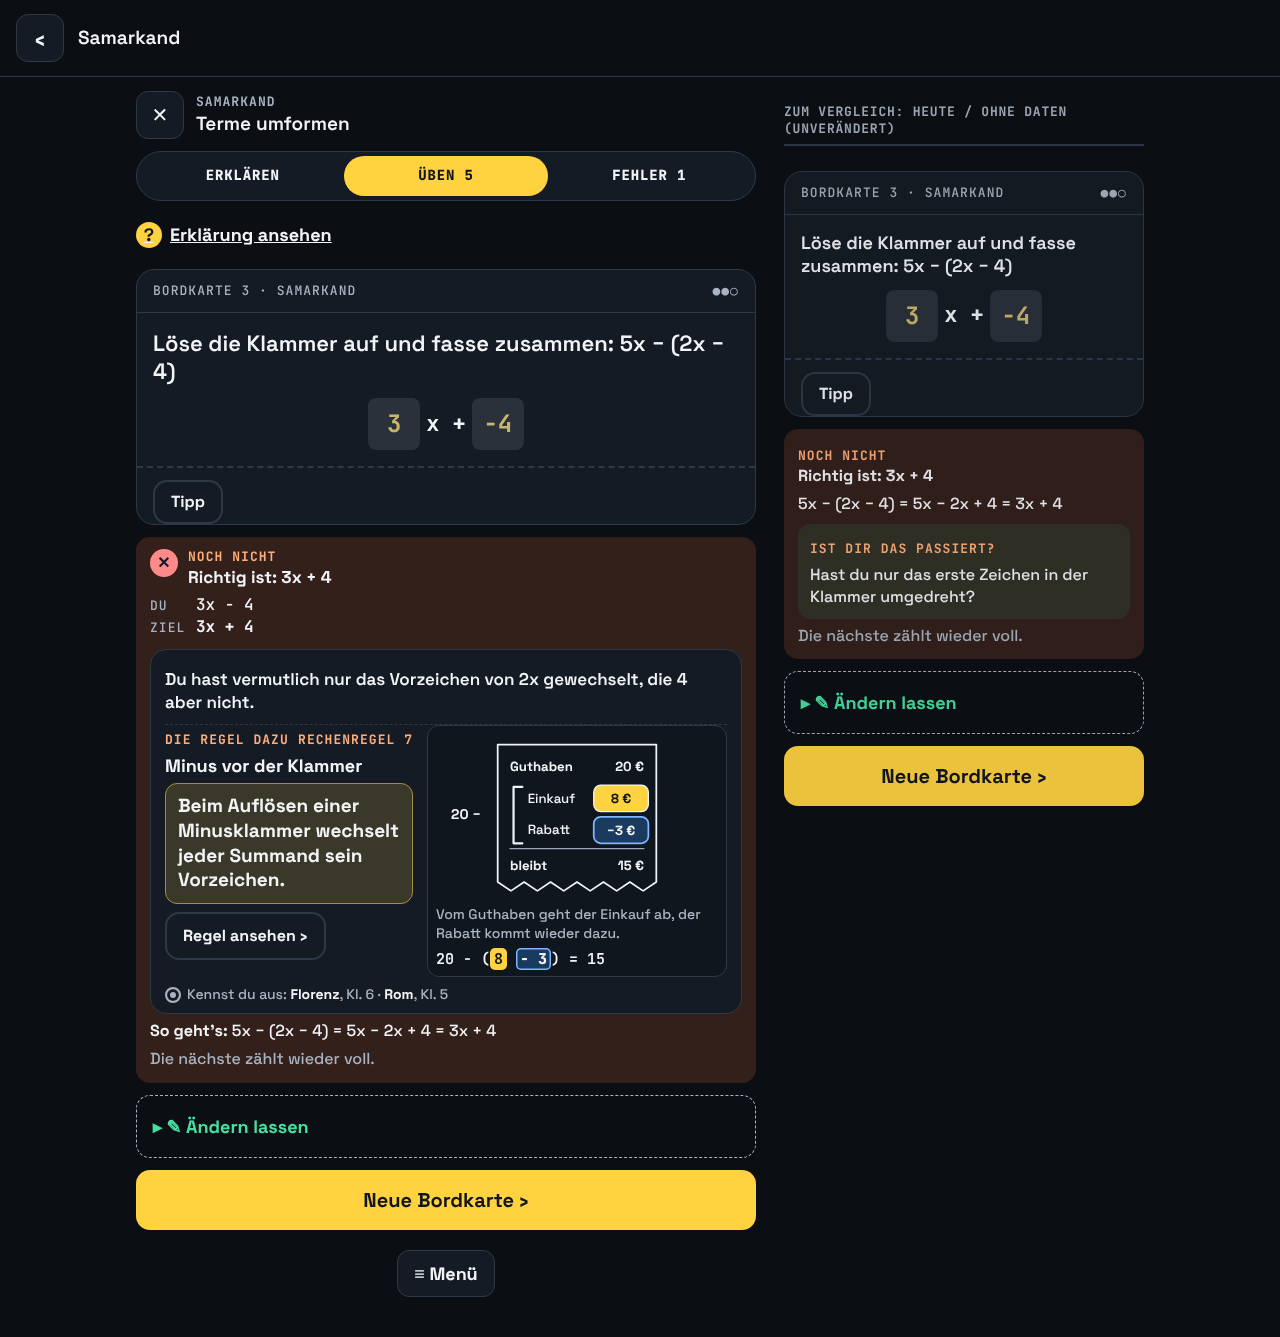 < Samarkand
✕ SAMARKAND
Terme umformen
ERKLÄREN ÜBEN 5 FEHLER 1
? Erklärung ansehen
BORDKARTE 3 · SAMARKAND ●●○
Löse die Klammer auf und fasse zusammen: 5x − (2x −
4)
3 x + -4
Tipp
✕ NOCH NICHT
Richtig ist: 3x + 4
DU 3x - 4
ZIEL 3x + 4
Du hast vermutlich nur das Vorzeichen von 2x gewechselt, die 4
aber nicht.
DIE REGEL DAZU RECHENREGEL 7
Minus vor der Klammer
Beim Auflösen einer
Minusklammer wechselt
jeder Summand sein
Vorzeichen.
Regel ansehen >
Guthaben 20 €
Einkauf 8 €
20 −
Rabatt −3 €
bleibt 15 €
Vom Guthaben geht der Einkauf ab, der
Rabatt kommt wieder dazu.
20 - (8 - 3) = 15
Kennst du aus: Florenz, Kl. 6 · Rom, Kl. 5
So geht's: 5x − (2x − 4) = 5x − 2x + 4 = 3x + 4
Die nächste zählt wieder voll.
▸ ✎ Ändern lassen
Neue Bordkarte >
≡ Menü
ZUM VERGLEICH: HEUTE / OHNE DATEN
(UNVERÄNDERT)
BORDKARTE 3 · SAMARKAND ●●○
Löse die Klammer auf und fasse
zusammen: 5x − (2x − 4)
3 x + -4
Tipp
NOCH NICHT
Richtig ist: 3x + 4
5x − (2x − 4) = 5x − 2x + 4 = 3x + 4
IST DIR DAS PASSIERT?
Hast du nur das erste Zeichen in der
Klammer umgedreht?
Die nächste zählt wieder voll.
▸ ✎ Ändern lassen
Neue Bordkarte >